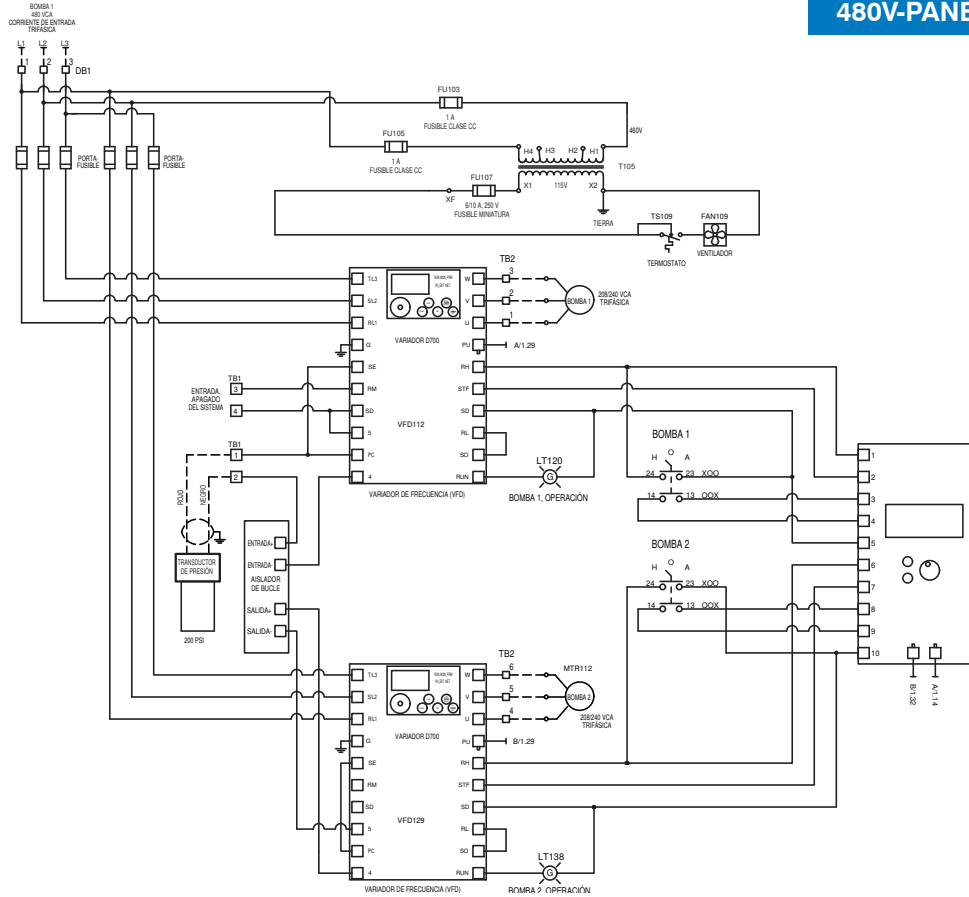 480V-PANE
BOMBA 1
480 VCA
CORRIENTE DE ENTRADA
TRIFÁSICA
L1 L2 L3
1 2 3 DB1
FU103
1 A
FUSIBLE CLASE CC
FU105
1 A
FUSIBLE CLASE CC
460V
H4 H3 H2 H1
T105
X1 115V X2
PORTA-
FUSIBLE
PORTA-
FUSIBLE
FU107
XF
6/10 A, 250 V
FUSIBLE MINIATURA
TIERRA
TS109 FAN109
TERMOSTATO
VENTILADOR
TB2
T/L3 W 3
S/L2 V 2
R/L1 U 1
BOMBA 1
208/240 VCA
TRIFÁSICA
VARIADOR D700
G PU A/1.29
SE RH
TB1
ENTRADA,
APAGADO
DEL SISTEMA
3 RM STF
4 SD SD
VFD112
5 RL
TB1
1 PC SO
2 4 RUN
VARIADOR DE FRECUENCIA (VFD)
LT120
G
BOMBA 1, OPERACIÓN
BOMBA 1
H O A
24 23 XOO
14 13 OOX
BOMBA 2
H O A
24 23 XOO
14 13 OOX
1
2
3
4
5
6
7
8
9
10
B/1.32 A/1.14
ROJO NEGRO
TRANSDUCTOR
DE PRESIÓN
200 PSI
ENTRADA+
ENTRADA-
AISLADOR
DE BUCLE
SALIDA+
SALIDA-
TB2
T/L3 W 6
S/L2 V 5
R/L1 U 4
MTR112
BOMBA 2
208/240 VCA
TRIFÁSICA
VARIADOR D700
G PU B/1.29
SE RH
RM STF
SD SD
VFD129
5 RL
PC SO
4 RUN
VARIADOR DE FRECUENCIA (VFD)
LT138
G
BOMBA 2, OPERACIÓN